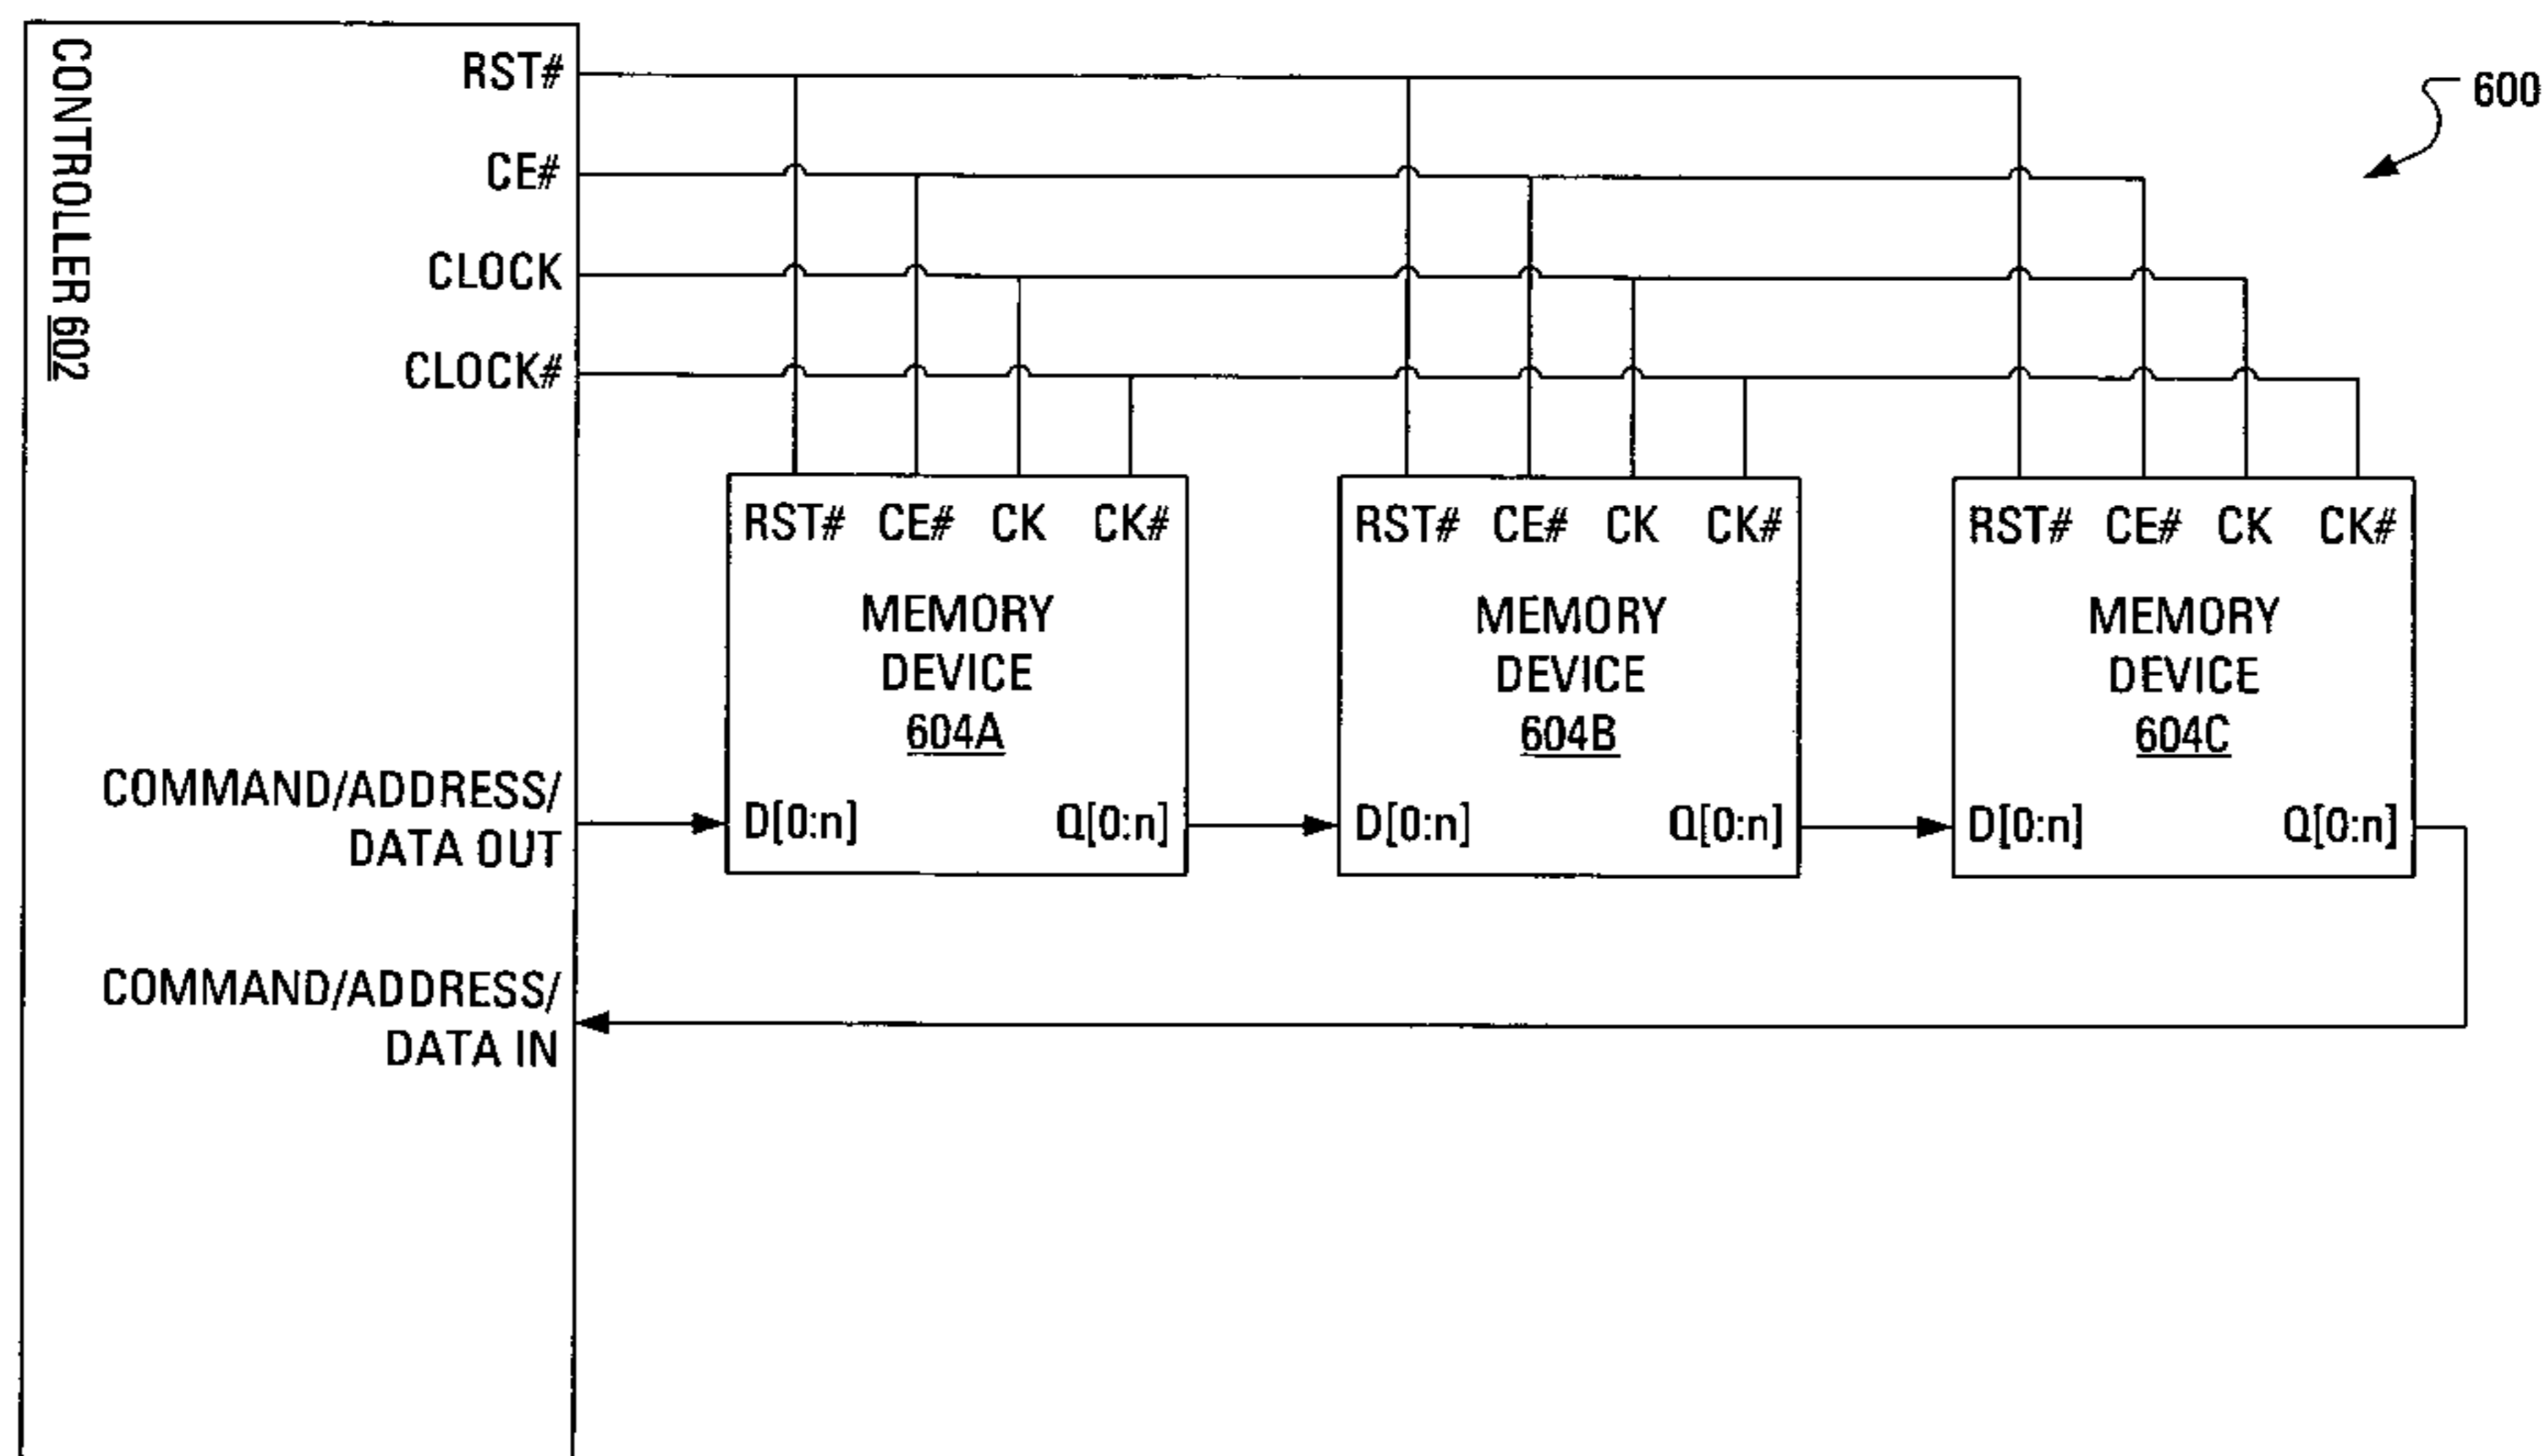 CONTROLLER 602
RST#
CE#
CLOCK
CLOCK#
COMMAND/ADDRESS/
DATA OUT
COMMAND/ADDRESS/
DATA IN
600
RST# CE# CK CK#
MEMORY
DEVICE
604A
D[0:n] Q[0:n]
RST# CE# CK CK#
MEMORY
DEVICE
604B
D[0:n] Q[0:n]
RST# CE# CK CK#
MEMORY
DEVICE
604C
D[0:n] Q[0:n]